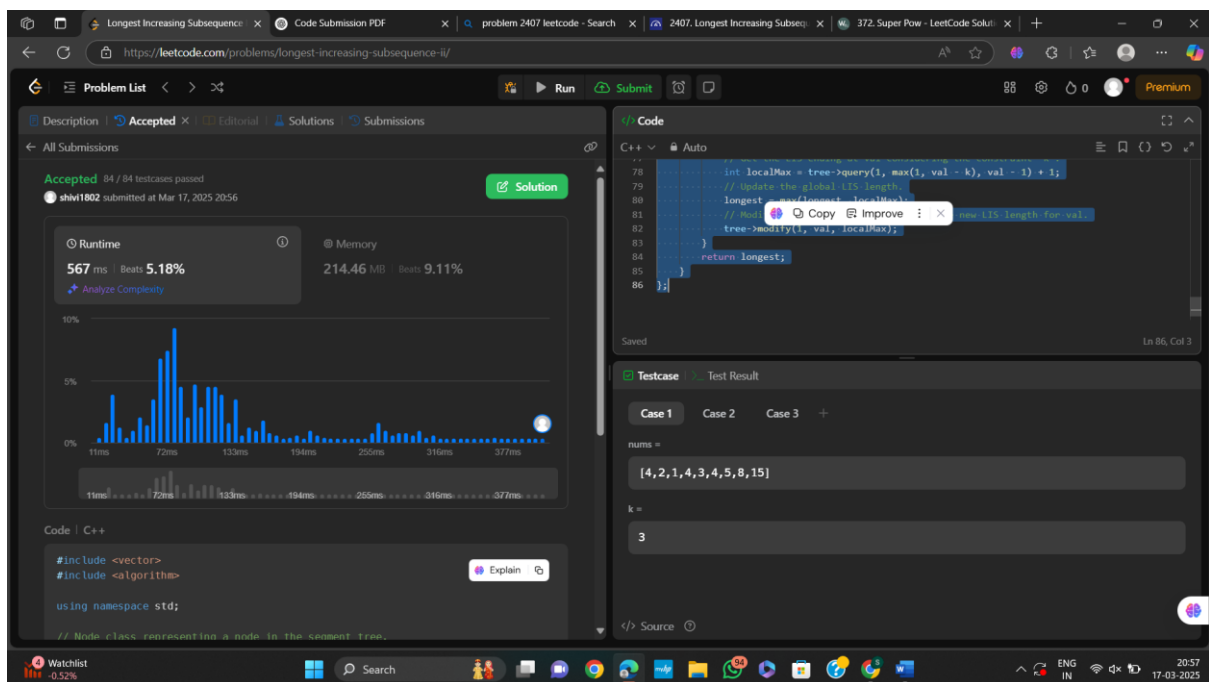 Longest Increasing Subsequence
Code Submission PDF
problem 2407 leetcode - Search
2407. Longest Increasing Subseq
372. Super Pow - LeetCode Soluti
https://leetcode.com/problems/longest-increasing-subsequence-ii/
Problem List
Run
Submit
0
Premium
Description
Accepted
Editorial
Solutions
Submissions
All Submissions
Accepted 84 / 84 testcases passed
shivi1802 submitted at Mar 17, 2025 20:56
Solution
Runtime
567 ms Beats 5.18%
Analyze Complexity
Memory
214.46 MB Beats 9.11%
10%
5%
0%
11ms 72ms 133ms 194ms 255ms 316ms 377ms
11ms 72ms 133ms 194ms 255ms 316ms 377ms
Code | C++
#include <vector>
#include <algorithm>
Explain
using namespace std;
// Node class representing a node in the segment tree.
</> Code
C++ Auto
78 int localMax = tree->query(1, max(1, val - k), val - 1) + 1;
79 // Update the global LIS length.
80 longest = max(longest, localMax);
81 // Modi new LIS length for val.
Copy Improve
82 tree->modify(1, val, localMax);
83 }
84 return longest;
85 }
86 };
Saved
Ln 86, Col 3
Testcase
>_ Test Result
Case 1 Case 2 Case 3 +
nums =
[4,2,1,4,3,4,5,8,15]
k =
3
</> Source
4
Watchlist
-0.52%
Search
ENG
IN
20:57
17-03-2025